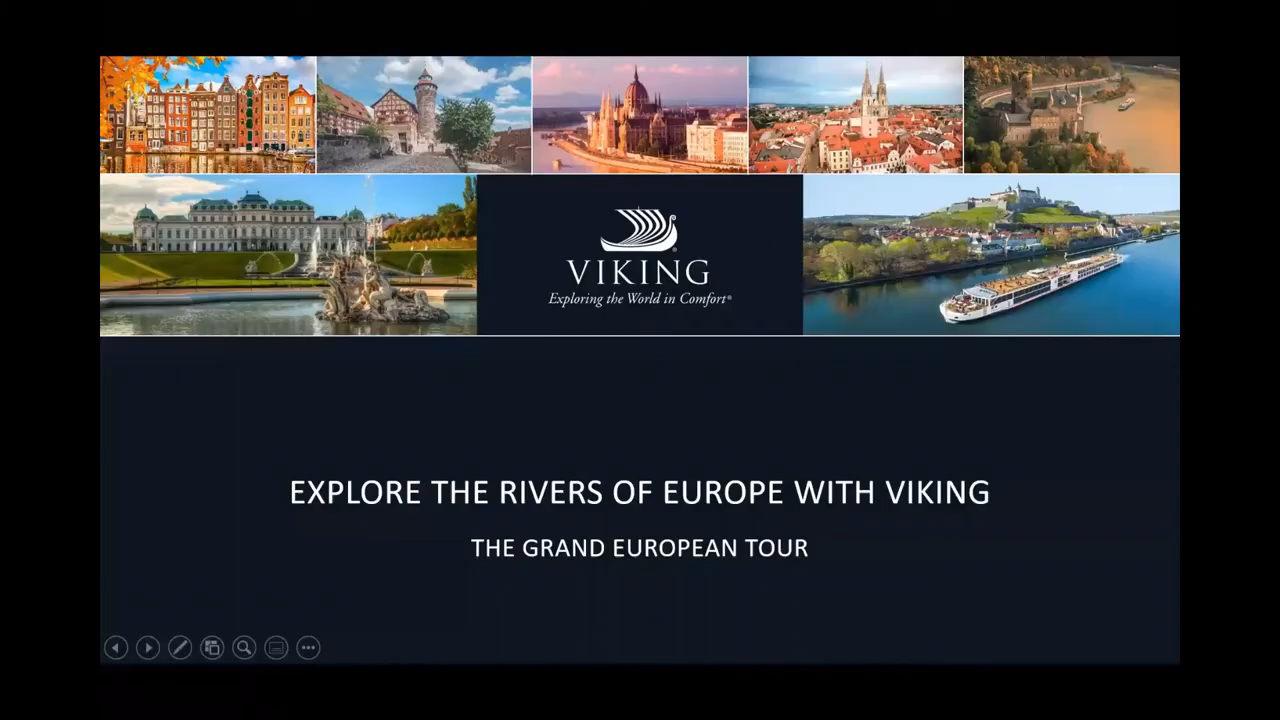 VIKING
Exploring the World in Comfort®
EXPLORE THE RIVERS OF EUROPE WITH VIKING
THE GRAND EUROPEAN TOUR